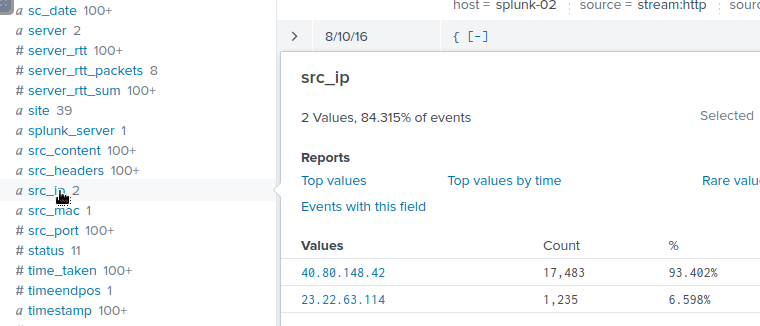 a sc_date 100+
a server 2
# server_rtt 100+
# server_rtt_packets 8
# server_rtt_sum 100+
a site 39
a splunk_server 1
a src_content 100+
a src_headers 100+
a src_ip 2
a src_mac 1
# src_port 100+
# status 11
# time_taken 100+
# timeendpos 1
a timestamp 100+
host = splunk-02 source = stream:http sourc
8/10/16 { [-]
src_ip
2 Values, 84.315% of events Selected
Reports
Top values Top values by time Rare value
Events with this field
Values Count %
40.80.148.42 17,483 93.402%
23.22.63.114 1,235 6.598%